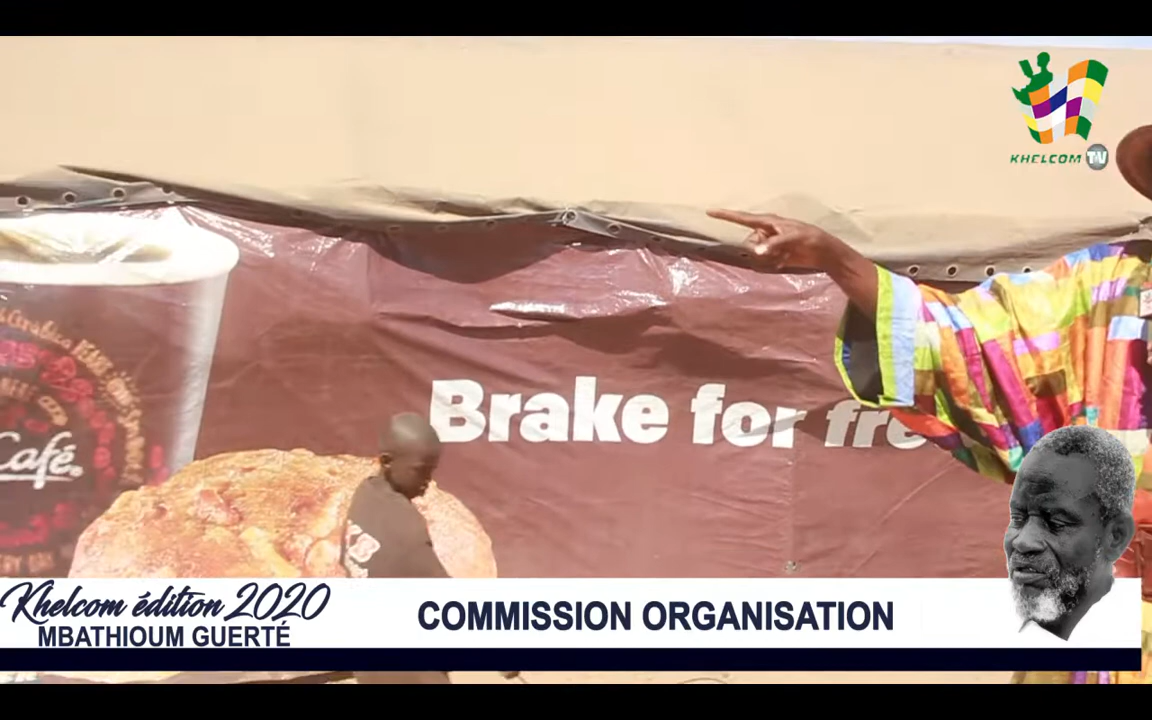 KHELCOM TV
Café
Brake for fre
Khelcom édition 2020
MBATHIOUM GUERTÉ
COMMISSION ORGANISATION